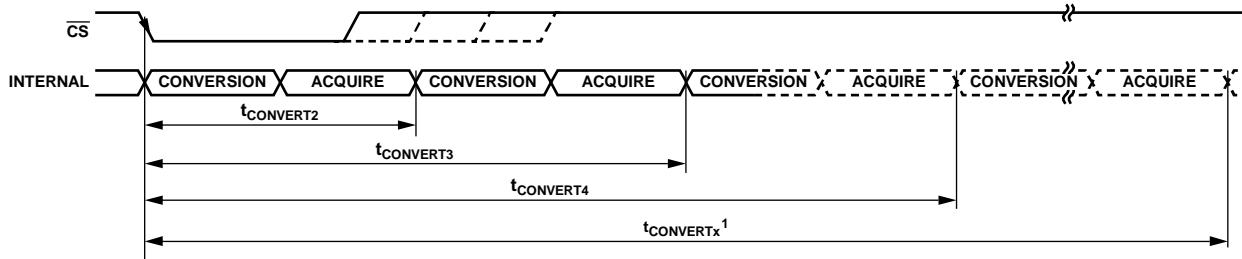 CS
INTERNAL CONVERSION ACQUIRE CONVERSION ACQUIRE CONVERSION ACQUIRE CONVERSION ACQUIRE
tCONVERT2
tCONVERT3
tCONVERT4
tCONVERTx1